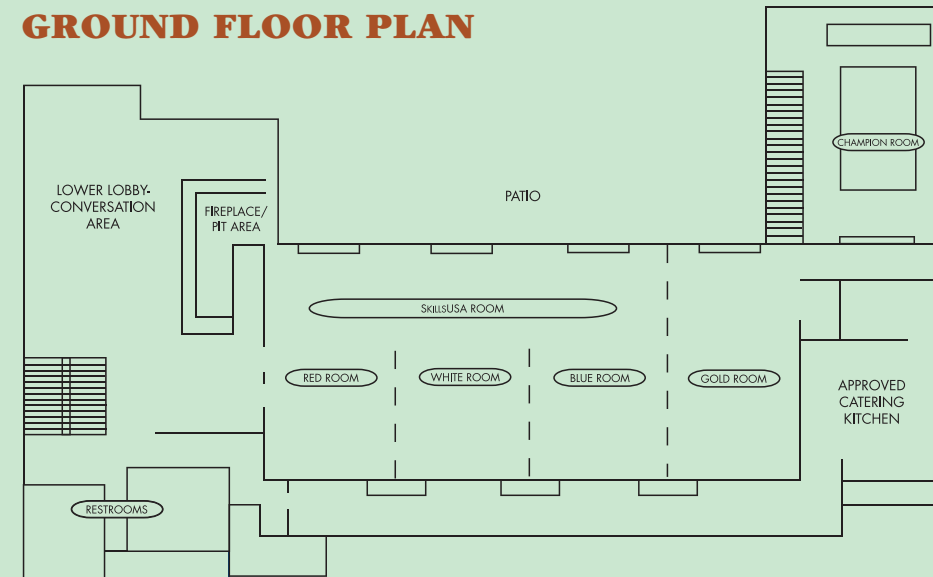 GROUND FLOOR PLAN
CHAMPION ROOM
LOWER LOBBY-
CONVERSATION
AREA
FIREPLACE/
PIT AREA
PATIO
SKILLSUSA ROOM
RED ROOM
WHITE ROOM
BLUE ROOM
GOLD ROOM
APPROVED
CATERING
KITCHEN
RESTROOMS